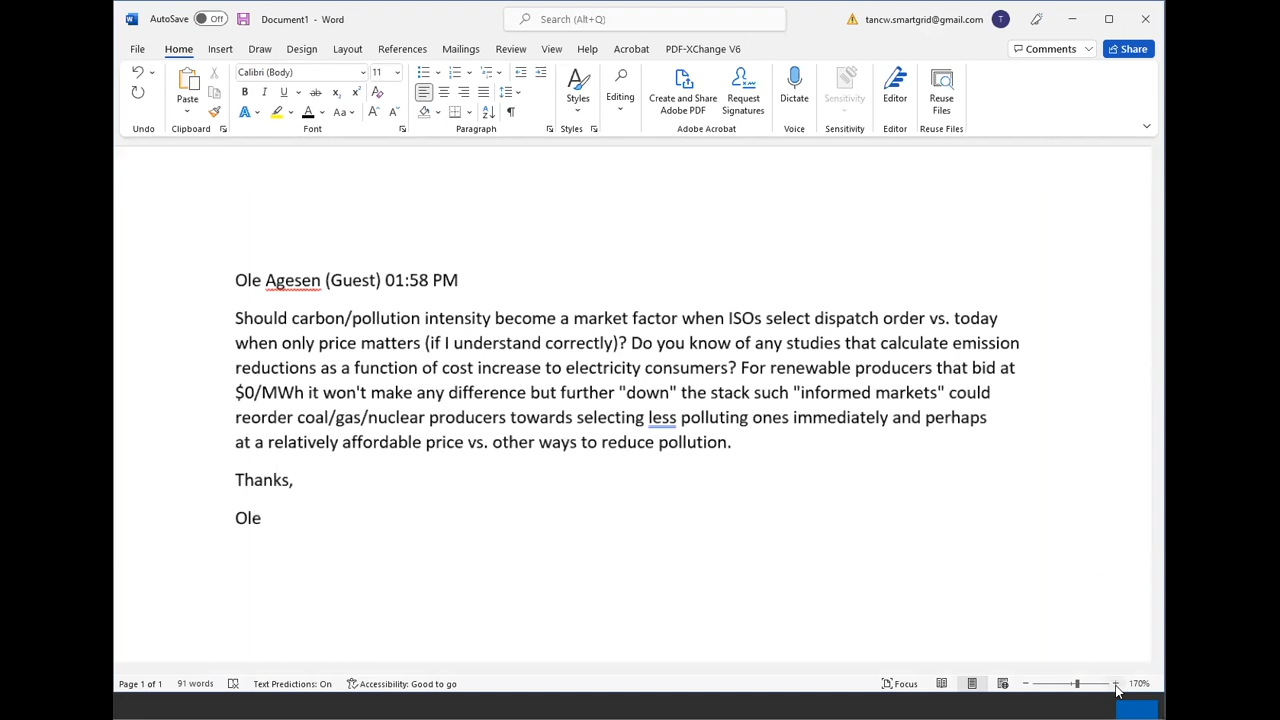 AutoSave Off Document1 - Word Search (Alt+Q) tancw.smartgrid@gmail.com T
File Home Insert Draw Design Layout References Mailings Review View Help Acrobat PDF-XChange V6 Comments Share
Calibri (Body) 11
Paste Styles Editing Create and Share Adobe PDF Request Signatures Dictate Sensitivity Editor Reuse Files
Undo Clipboard Font Paragraph Styles Adobe Acrobat Voice Sensitivity Editor Reuse Files
Ole Agesen (Guest) 01:58 PM
Should carbon/pollution intensity become a market factor when ISOs select dispatch order vs. today
when only price matters (if I understand correctly)? Do you know of any studies that calculate emission
reductions as a function of cost increase to electricity consumers? For renewable producers that bid at
$0/MWh it won't make any difference but further "down" the stack such "informed markets" could
reorder coal/gas/nuclear producers towards selecting less polluting ones immediately and perhaps
at a relatively affordable price vs. other ways to reduce pollution.
Thanks,
Ole
Page 1 of 1 91 words Text Predictions: On Accessibility: Good to go Focus 170%